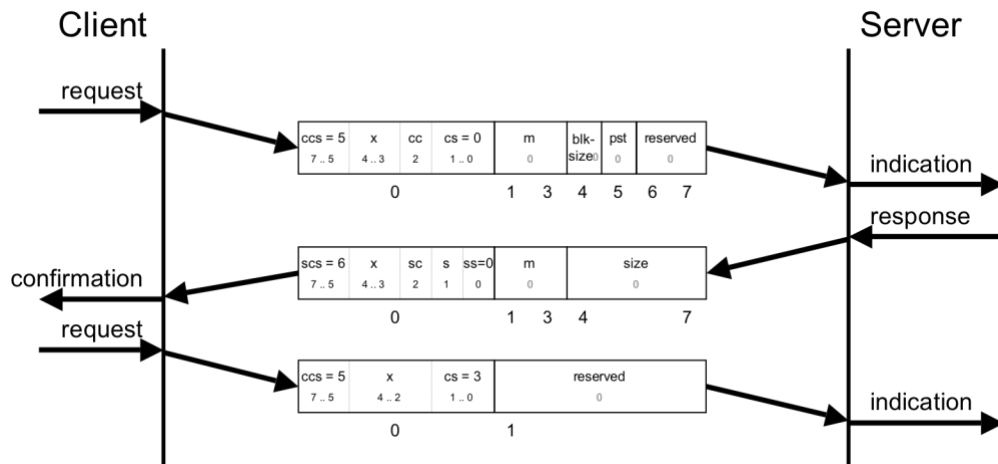 Client Server
request
ccs = 5 x cc cs = 0 m blk- pst reserved
7 .. 5 4 .. 3 2 1 .. 0 0 size0 0 0
indication
0 1 3 4 5 6 7
response
scs = 6 x sc s ss=0 m size
confirmation
7 .. 5 4 .. 3 2 1 0 0 0
0 1 3 4 7
request
ccs = 5 x cs = 3 reserved
7 .. 5 4 .. 2 1 .. 0 0
indication
0 1